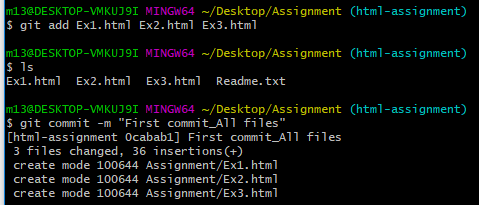 m13@DESKTOP-VMKUJ9I MINGW64 ~/Desktop/Assignment (html-assignment)
$ git add Ex1.html Ex2.html Ex3.html
m13@DESKTOP-VMKUJ9I MINGW64 ~/Desktop/Assignment (html-assignment)
$ ls
Ex1.html  Ex2.html  Ex3.html  Readme.txt
m13@DESKTOP-VMKUJ9I MINGW64 ~/Desktop/Assignment (html-assignment)
$ git commit -m "First commit_All files"
[html-assignment 0cabab1] First commit_All files
 3 files changed, 36 insertions(+)
 create mode 100644 Assignment/Ex1.html
 create mode 100644 Assignment/Ex2.html
 create mode 100644 Assignment/Ex3.html